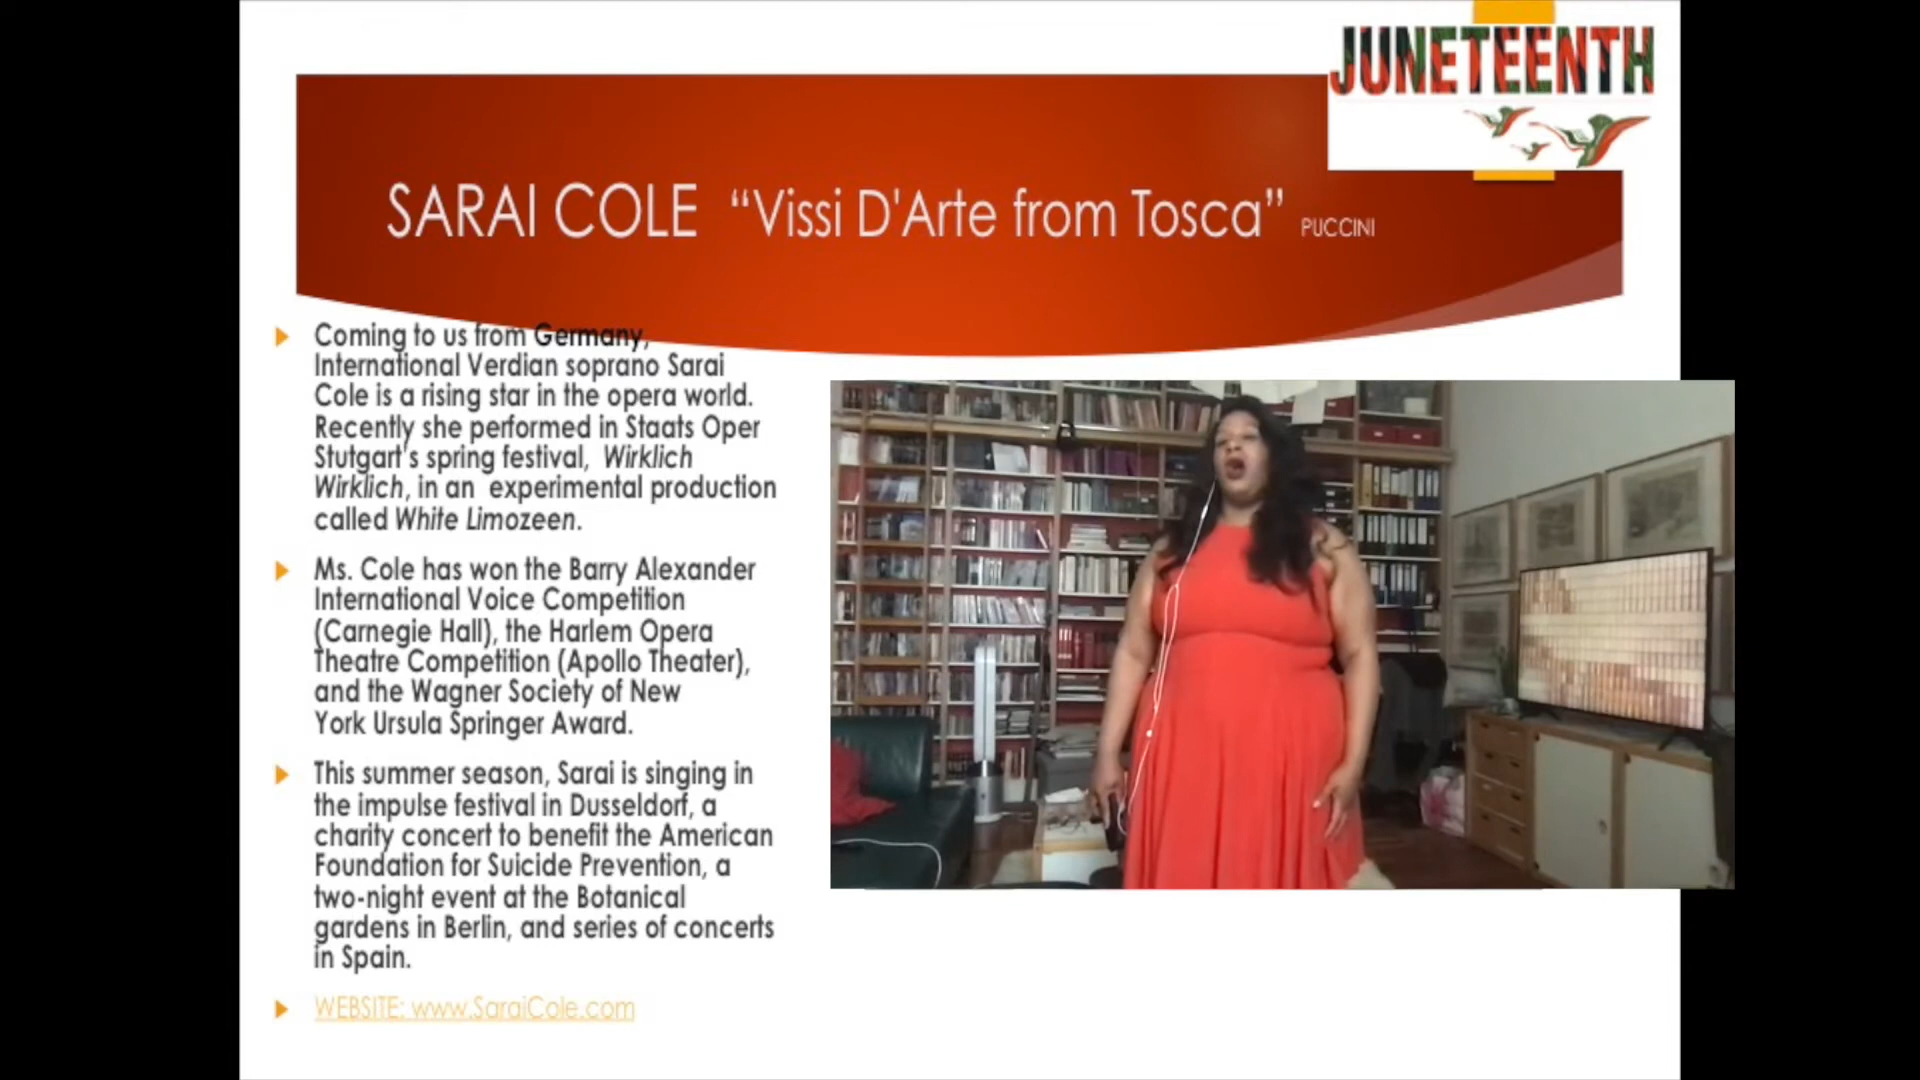 JUNETEENTH
SARAI COLE “Vissi D'Arte from Tosca” PUCCINI
Coming to us from Germany,
International Verdian soprano Sarai
Cole is a rising star in the opera world.
Recently she performed in Staats Oper
Stutgart's spring festival, Wirklich
Wirklich, in an experimental production
called White Limozeen.
Ms. Cole has won the Barry Alexander
International Voice Competition
(Carnegie Hall), the Harlem Opera
Theatre Competition (Apollo Theater),
and the Wagner Society of New
York Ursula Springer Award.
This summer season, Sarai is singing in
the impulse festival in Dusseldorf, a
charity concert to benefit the American
Foundation for Suicide Prevention, a
two-night event at the Botanical
gardens in Berlin, and series of concerts
in Spain.
WEBSITE: www.SaraiCole.com